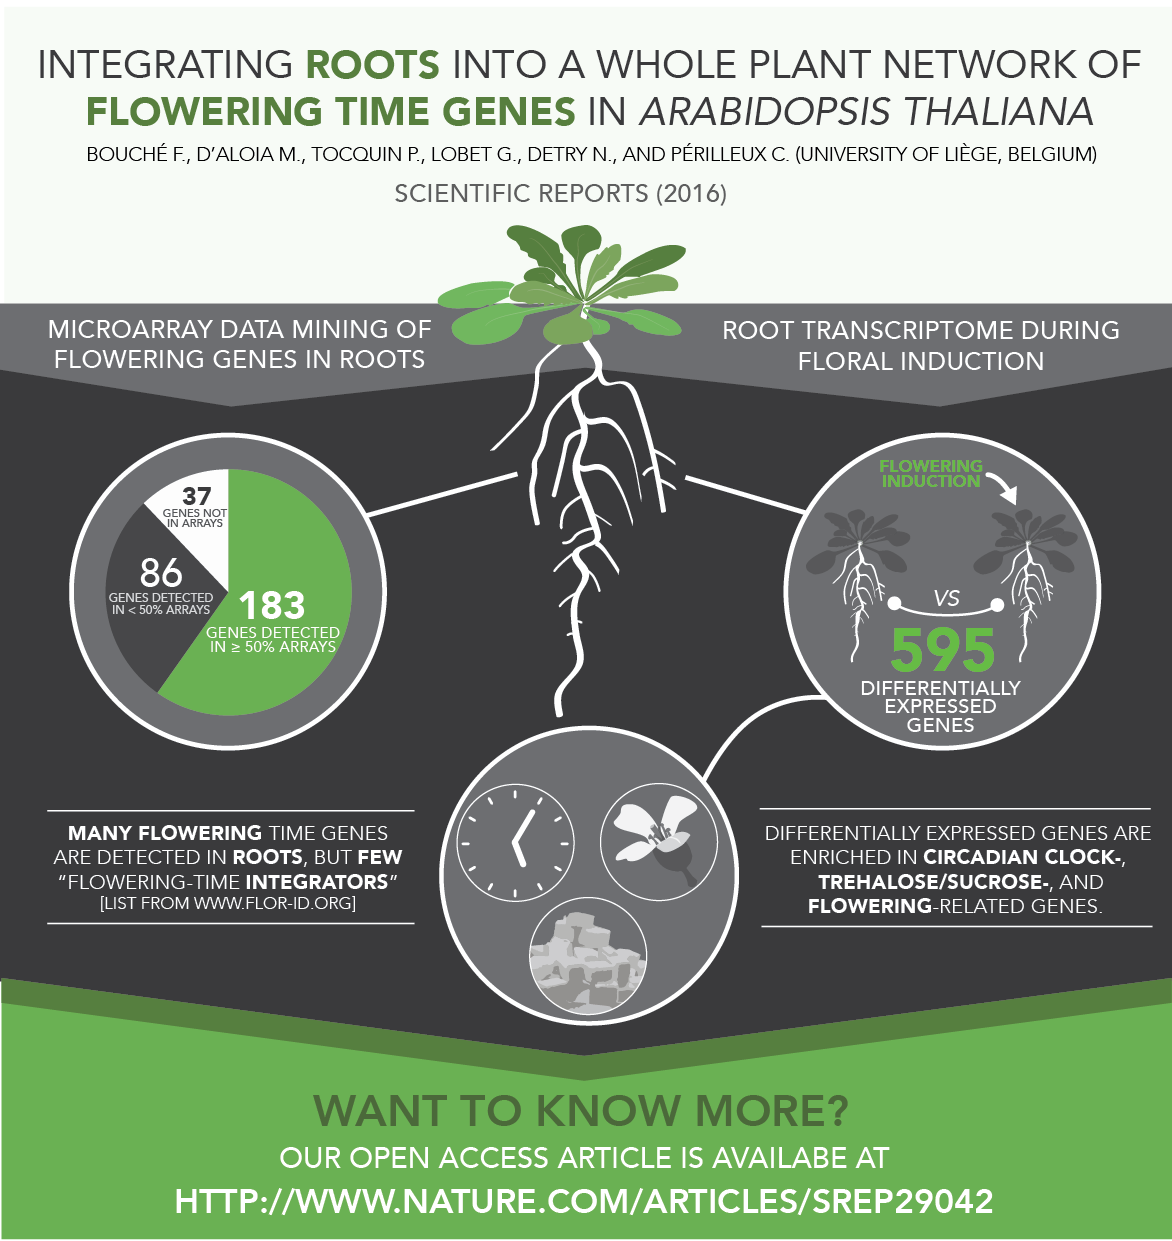 INTEGRATING ROOTS INTO A WHOLE PLANT NETWORK OF
FLOWERING TIME GENES IN ARABIDOPSIS THALIANA
BOUCHÉ F., D'ALOIA M., TOCQUIN P., LOBET G., DETRY N., AND PÉRILLEUX C. (UNIVERSITY OF LIÈGE, BELGIUM)
SCIENTIFIC REPORTS (2016)
MICROARRAY DATA MINING OF
FLOWERING GENES IN ROOTS
ROOT TRANSCRIPTOME DURING
FLORAL INDUCTION
37
GENES NOT
IN ARRAYS
86
GENES DETECTED
IN < 50% ARRAYS
183
GENES DETECTED
IN ≥ 50% ARRAYS
FLOWERING
INDUCTION
VS
595
DIFFERENTIALLY
EXPRESSED
GENES
MANY FLOWERING TIME GENES
ARE DETECTED IN ROOTS, BUT FEW
“FLOWERING-TIME INTEGRATORS”
[LIST FROM WWW.FLOR-ID.ORG]
DIFFERENTIALLY EXPRESSED GENES ARE
ENRICHED IN CIRCADIAN CLOCK-,
TREHALOSE/SUCROSE-, AND
FLOWERING-RELATED GENES.
WANT TO KNOW MORE?
OUR OPEN ACCESS ARTICLE IS AVAILABE AT
HTTP://WWW.NATURE.COM/ARTICLES/SREP29042